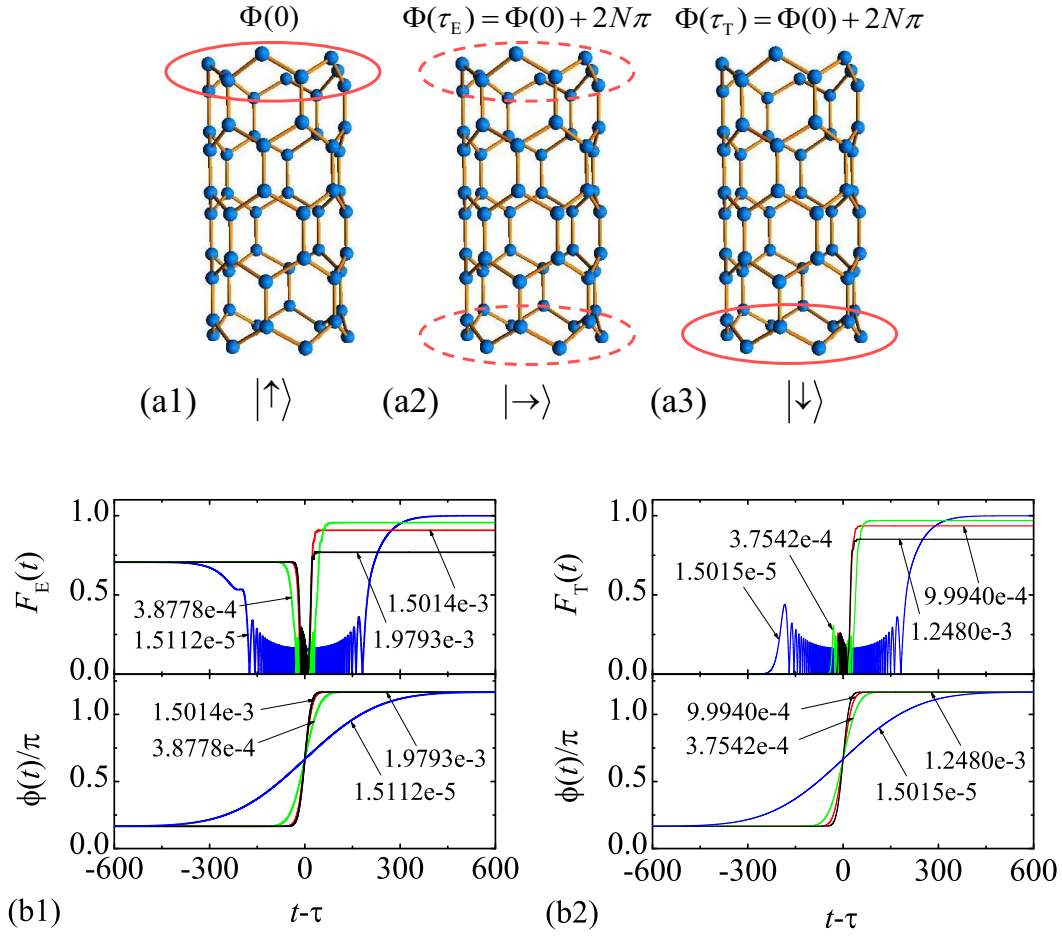 Φ(0)
Φ(τ_E) = Φ(0) + 2Nπ
Φ(τ_T) = Φ(0) + 2Nπ
(a1) |↑⟩
(a2) |→⟩
(a3) |↓⟩
F_E(t)
1.0
0.5
0.0
3.8778e-4
1.5112e-5
1.5014e-3
1.9793e-3
ϕ(t)/π
1.0
0.5
0.0
1.5014e-3
3.8778e-4
1.9793e-3
1.5112e-5
-600 -300 0 300 600
(b1) t-τ
F_T(t)
1.0
0.5
0.0
3.7542e-4
1.5015e-5
9.9940e-4
1.2480e-3
ϕ(t)/π
1.0
0.5
0.0
9.9940e-4
3.7542e-4
1.2480e-3
1.5015e-5
-600 -300 0 300 600
(b2) t-τ